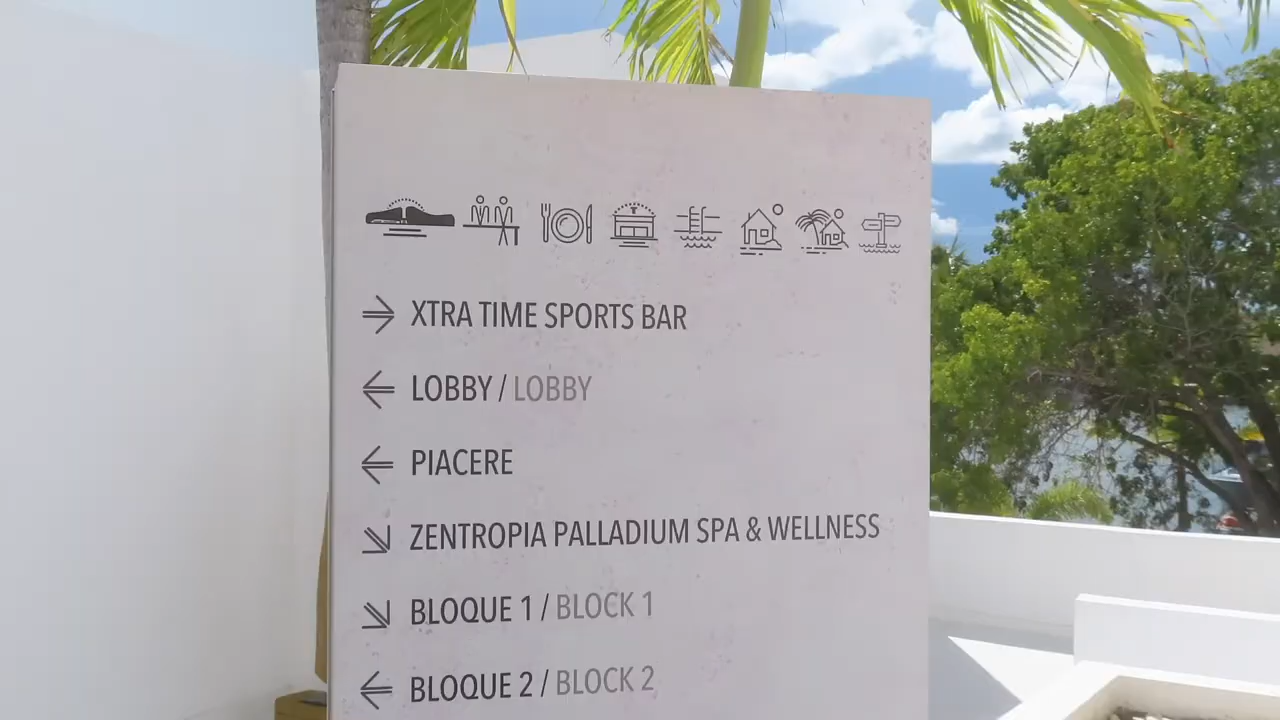 XTRA TIME SPORTS BAR
LOBBY / LOBBY
PIACERE
ZENTROPIA PALLADIUM SPA & WELLNESS
BLOQUE 1 / BLOCK 1
BLOQUE 2 / BLOCK 2